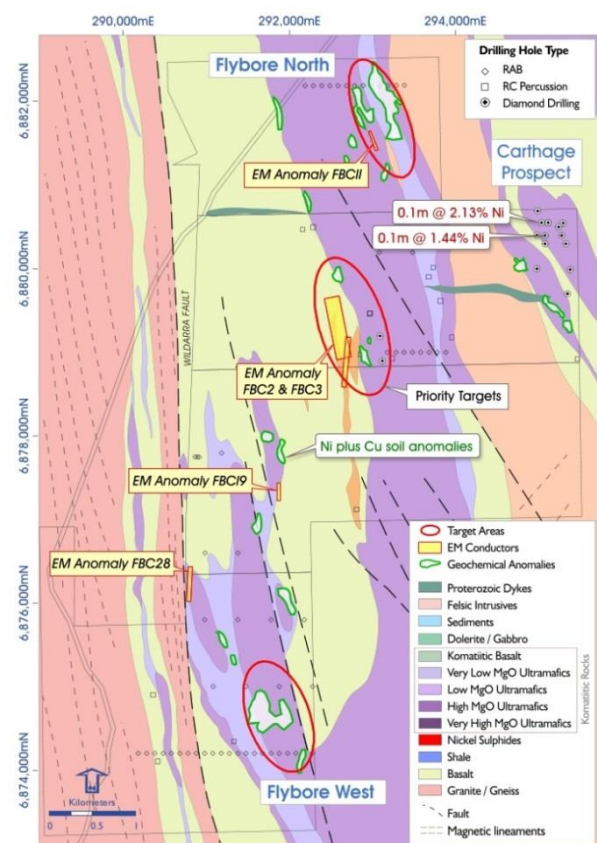 290,000mE
292,000mE
294,000mE
Flybore North
Drilling Hole Type
RAB
RC Percussion
Diamond Drilling
6,882,000mN
EM Anomaly FBC11
Carthage
Prospect
0.1m @ 2.13% Ni
0.1m @ 1.44% Ni
6,880,000mN
WILDARRA FAULT
EM Anomaly
FBC2 & FBC3
Priority Targets
6,878,000mN
Ni plus Cu soil anomalies
EM Anomaly FBC19
EM Anomaly FBC28
6,876,000mN
Target Areas
EM Conductors
Geochemical Anomalies
Proterozoic Dykes
Felsic Intrusives
Sediments
Dolerite / Gabbro
Komatiitic Basalt
Very Low MgO Ultramafics
Low MgO Ultramafics
High MgO Ultramafics
Very High MgO Ultramafics
Komatiitic Rocks
Nickel Sulphides
Shale
Basalt
Granite / Gneiss
Fault
Magnetic lineaments
6,874,000mN
Flybore West
Kilometers
0
0.5
1